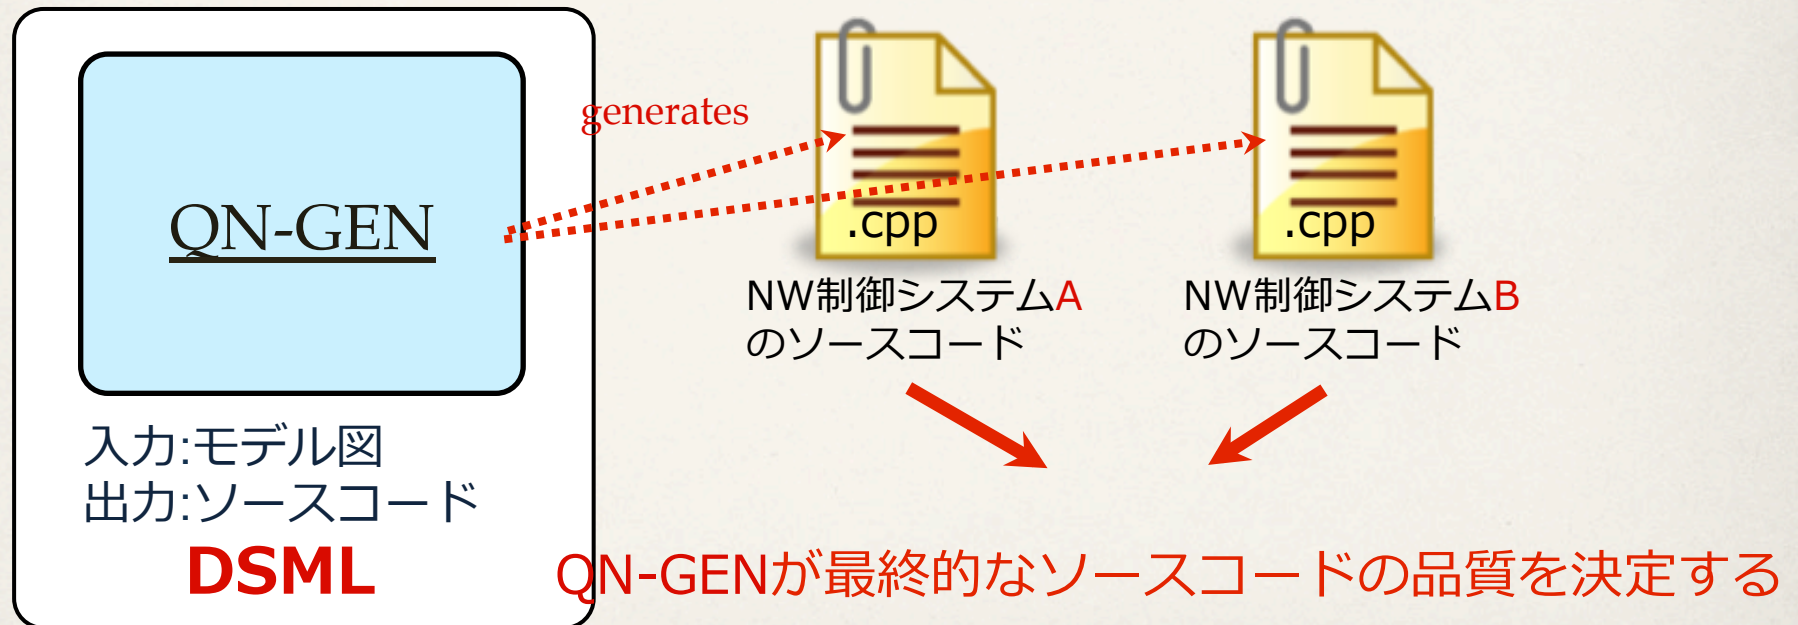 QN-GEN
入力:モデル図
出力:ソースコード
DSML
generates
.cpp
NW制御システムA
のソースコード
.cpp
NW制御システムB
のソースコード
QN-GENが最終的なソースコードの品質を決定する